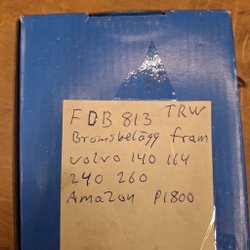 FDB 813 TRW
Bromsbelägg fram
volvo 140 164
240 260
Amazon P1800